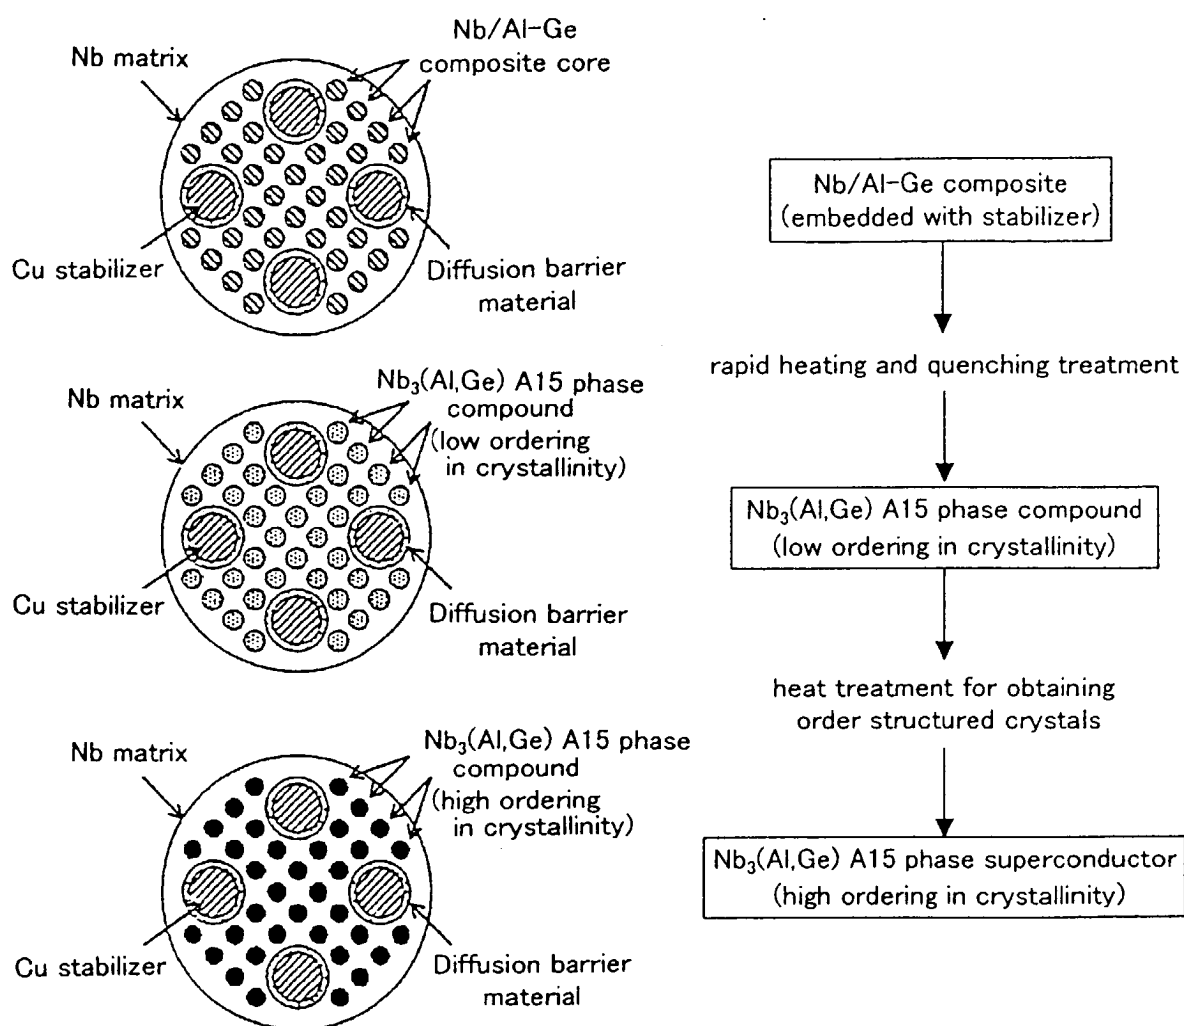 Nb/Al-Ge
composite core
Nb matrix
Cu stabilizer
Diffusion barrier
material
Nb₃(Al,Ge) A15 phase
compound
(low ordering
in crystallinity)
Nb matrix
Cu stabilizer
Diffusion barrier
material
Nb₃(Al,Ge) A15 phase
compound
(high ordering
in crystallinity)
Nb matrix
Cu stabilizer
Diffusion barrier
material
Nb/Al-Ge composite
(embedded with stabilizer)
rapid heating and quenching treatment
Nb₃(Al,Ge) A15 phase compound
(low ordering in crystallinity)
heat treatment for obtaining
order structured crystals
Nb₃(Al,Ge) A15 phase superconductor
(high ordering in crystallinity)